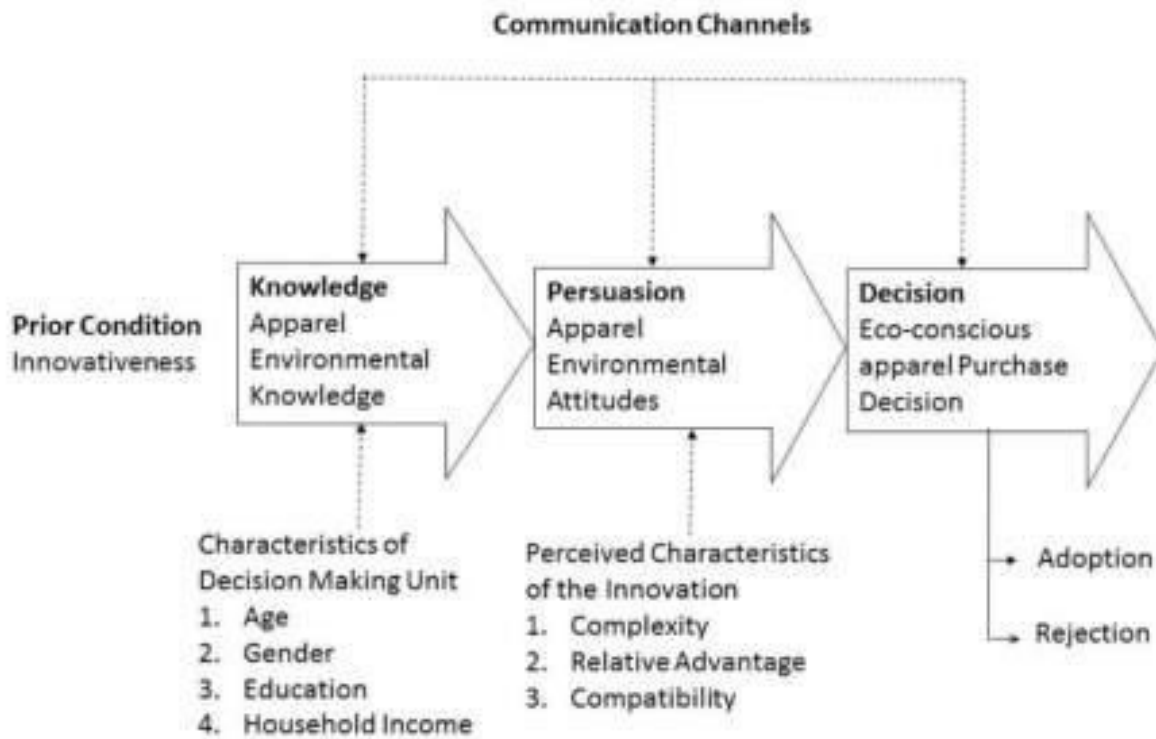 Communication Channels
Prior Condition
Innovativeness
Knowledge
Apparel
Environmental
Knowledge
Persuasion
Apparel
Environmental
Attitudes
Decision
Eco-conscious
apparel Purchase
Decision
Characteristics of
Decision Making Unit
1. Age
2. Gender
3. Education
4. Household Income
Perceived Characteristics
of the Innovation
1. Complexity
2. Relative Advantage
3. Compatibility
Adoption
Rejection